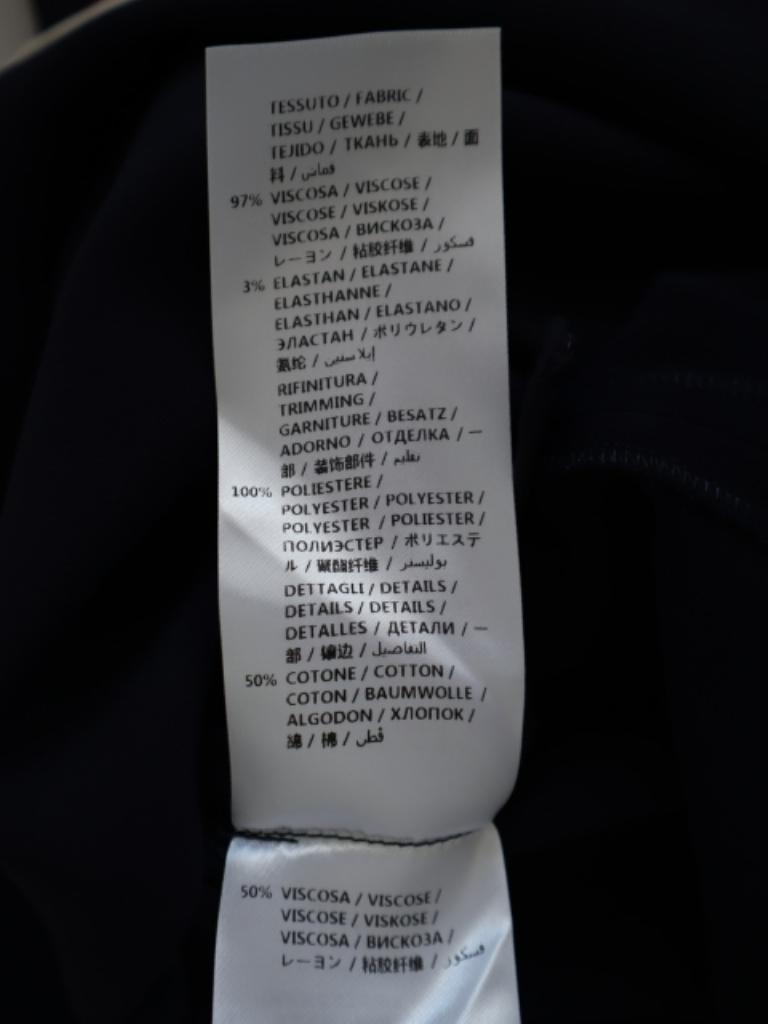 TESSUTO / FABRIC /
TISSU / GEWEBE /
TEJIDO / ТКАНЬ / 表地 / 面
料 / قماش
97% VISCOSA / VISCOSE /
VISCOSE / VISKOSE /
VISCOSA / ВИСКОЗА /
レーヨン / 粘胶纤维 / فسكور
3% ELASTAN / ELASTANE /
ELASTHANNE /
ELASTHAN / ELASTANO /
ЭЛАСТАН / ポリウレタン /
氨纶 / إيلاستين
RIFINITURA /
TRIMMING /
GARNITURE / BESATZ /
ADORNO / ОТДЕЛКА / 一
部 / 装饰部件 / تقليم
100% POLIESTERE /
POLYESTER / POLYESTER /
POLYESTER / POLIESTER /
ПОЛИЭСТЕР / ポリエステ
ル / 聚酯纤维 / بوليستر
DETTAGLI / DETAILS /
DETAILS / DETAILS /
DETALLES / ДЕТАЛИ / 一
部 / 镶边 / التفاصيل
50% COTONE / COTTON /
COTON / BAUMWOLLE /
ALGODON / ХЛОПОК /
綿 / 棉 / قطن
50% VISCOSA / VISCOSE /
VISCOSE / VISKOSE /
VISCOSA / ВИСКОЗА /
レーヨン / 粘胶纤维 / فسكور